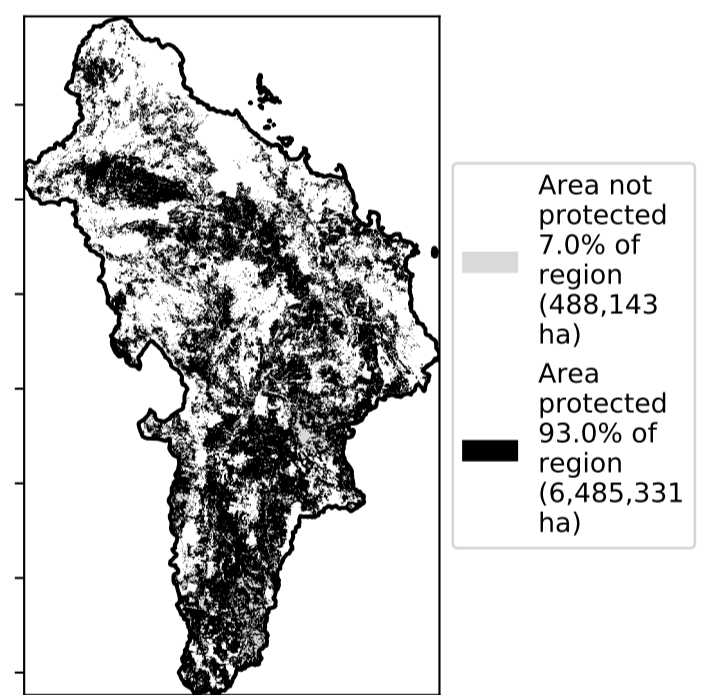 Area not
protected
7.0% of
region
(488,143
ha)
Area
protected
93.0% of
region
(6,485,331
ha)